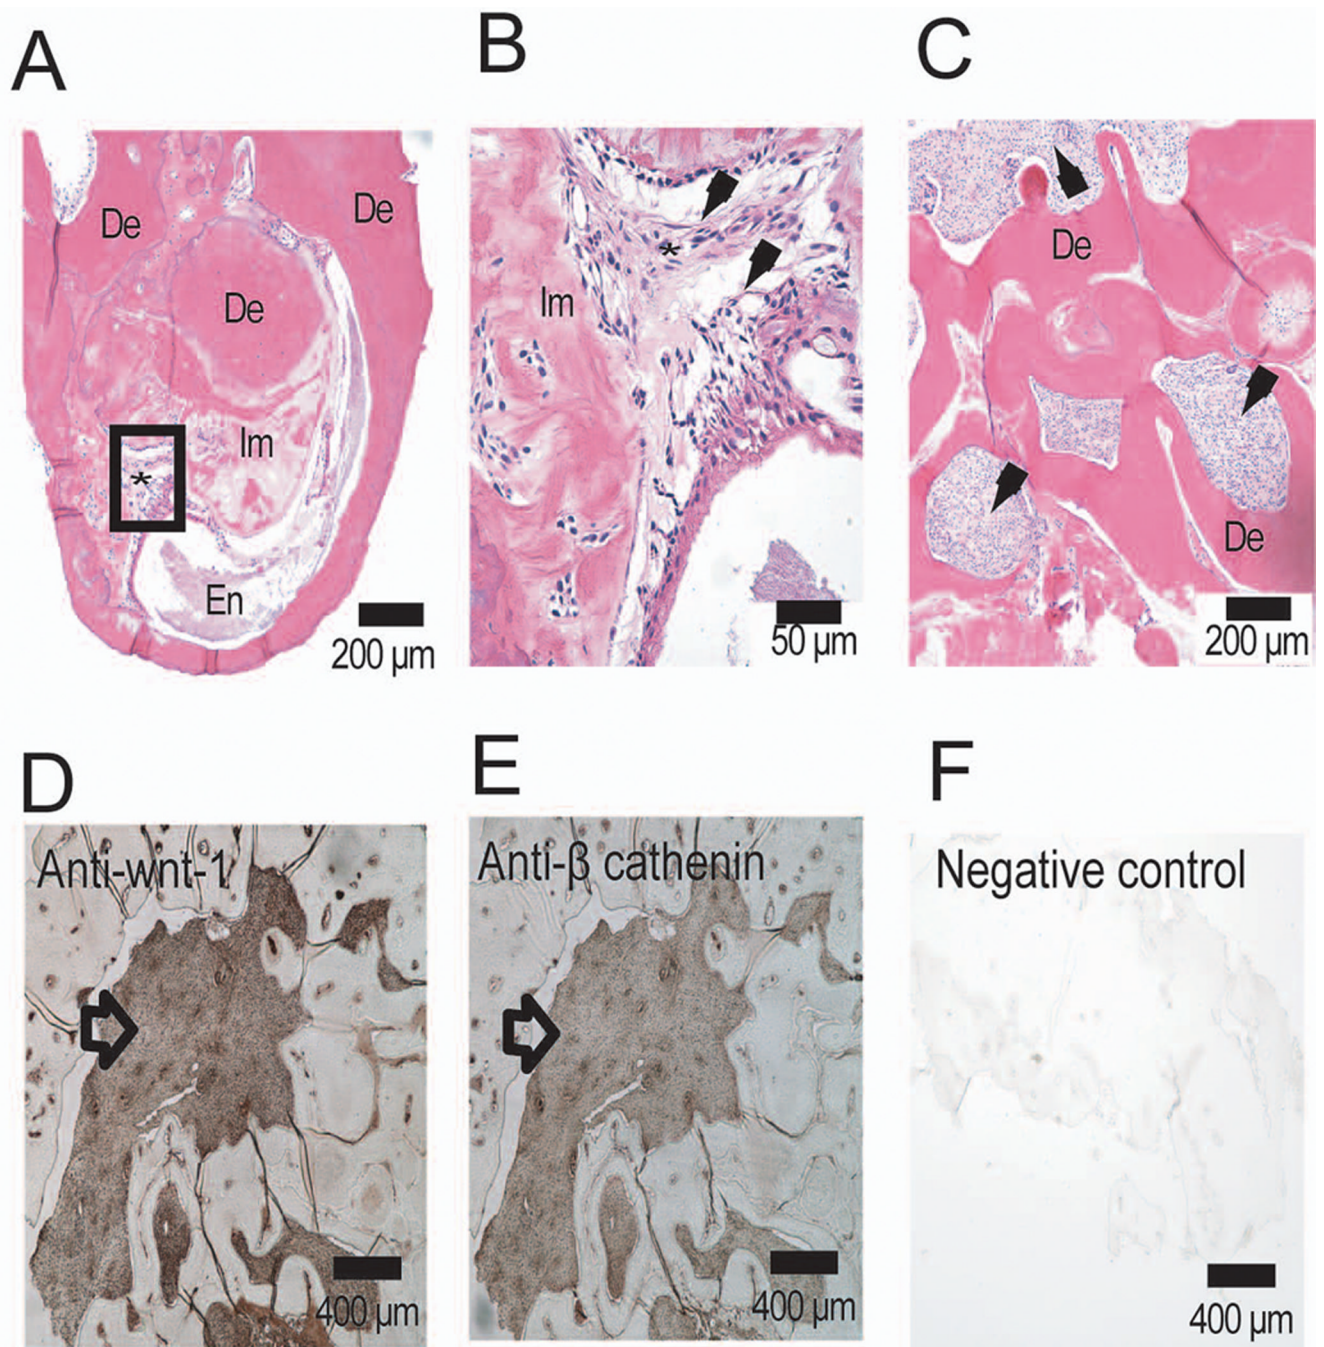 A
B
C
De
De
De
Im
*
En
200 µm
*
Im
50 µm
De
De
200 µm
D
E
F
Anti-wnt-1
Anti-β cathenin
Negative control
400 µm
400 µm
400 µm